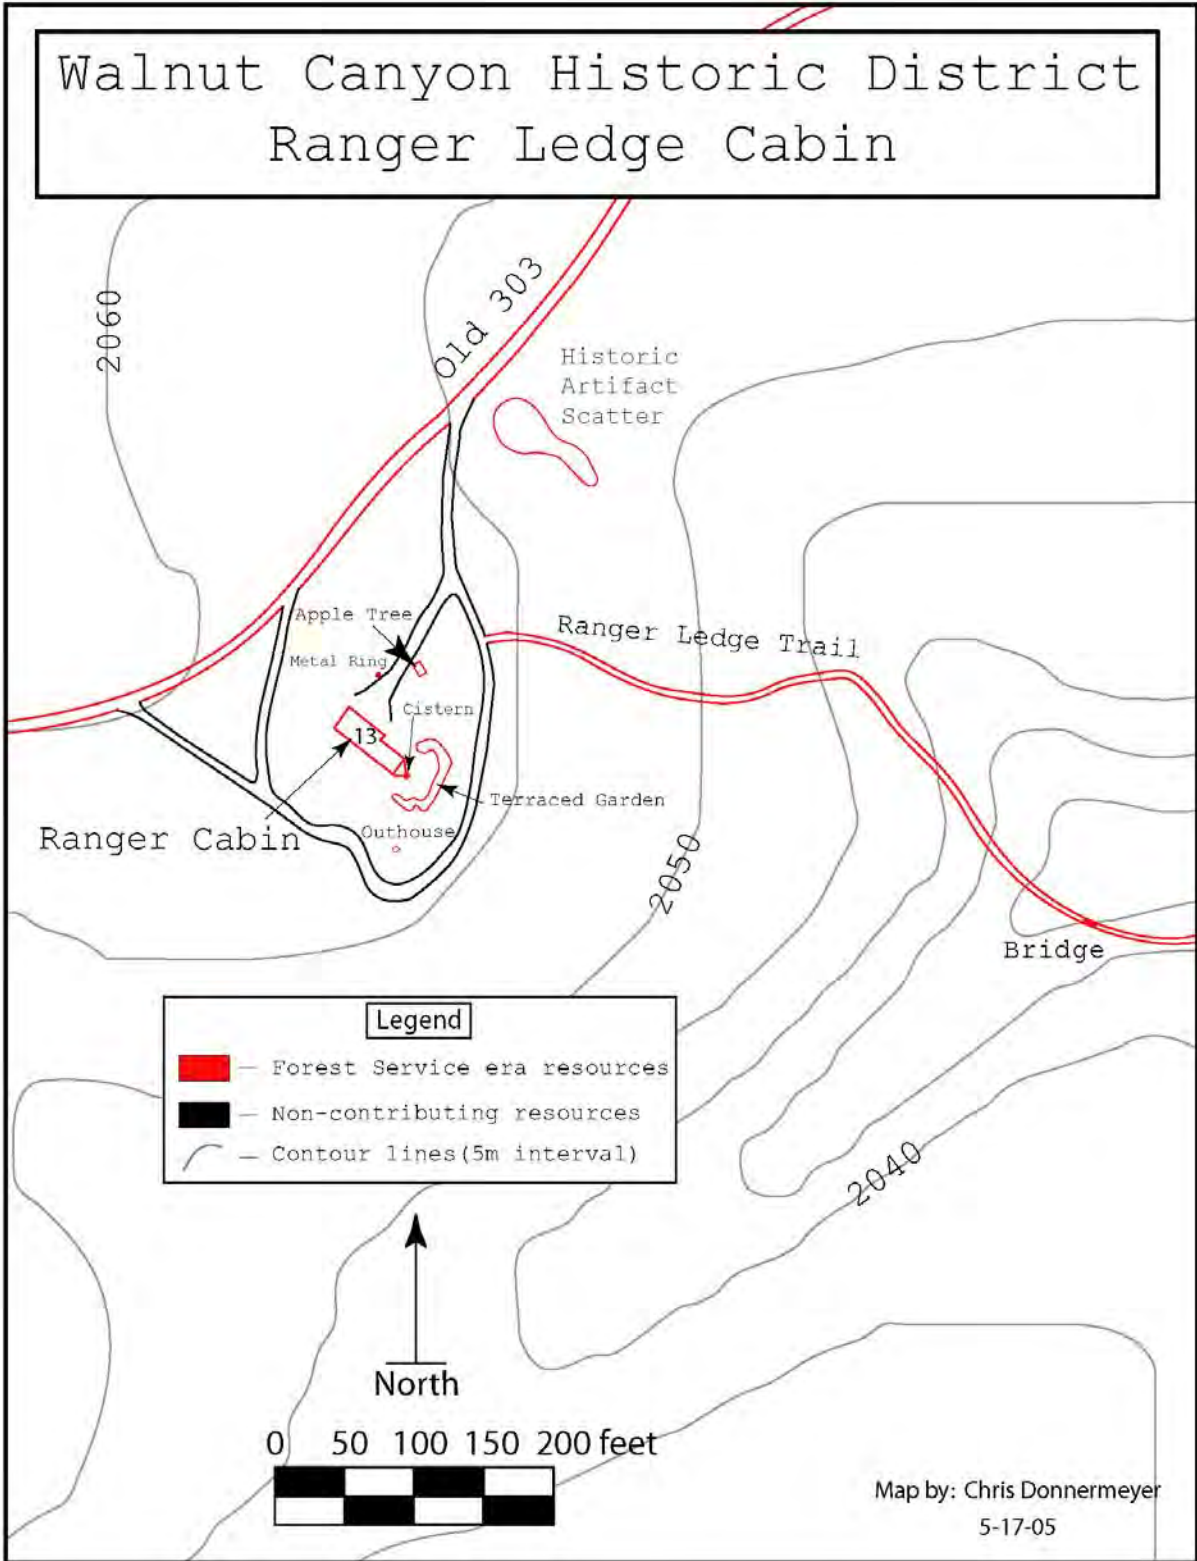 Walnut Canyon Historic District
Ranger Ledge Cabin
2060
Old 303
Historic
Artifact
Scatter
Apple Tree
Ranger Ledge Trail
Metal Ring
Cistern
13
Terraced Garden
Ranger Cabin
Outhouse
2050
Bridge
Legend
— Forest Service era resources
— Non-contributing resources
— Contour lines(5m interval)
2040
North
0 50 100 150 200 feet
Map by: Chris Donnermeyer
5-17-05